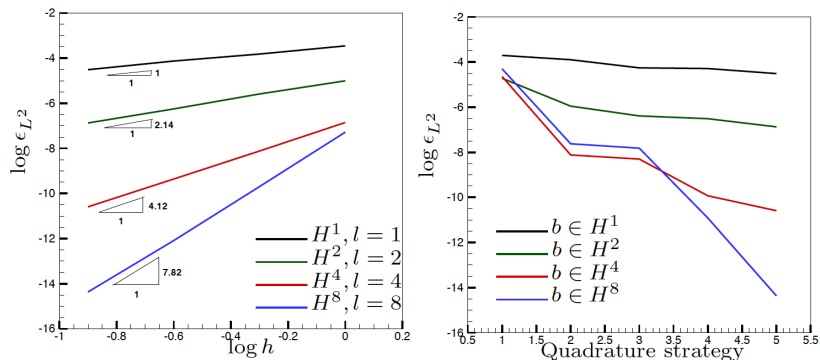 -2
-4
-6
-8
-10
-12
-14
-16
log ϵ_{L^2}
1
1
2.14
1
4.12
1
7.82
1
H^1, l = 1
H^2, l = 2
H^4, l = 4
H^8, l = 8
-0.8 -0.6 -0.4 -0.2 0 0.2
log h
-2
-4
-6
-8
-10
-12
-14
-16
log ϵ_{L^2}
b ∈ H^1
b ∈ H^2
b ∈ H^4
b ∈ H^8
0.5 1 1.5 2 2.5 3 3.5 4 4.5 5 5.5
Quadrature strategy